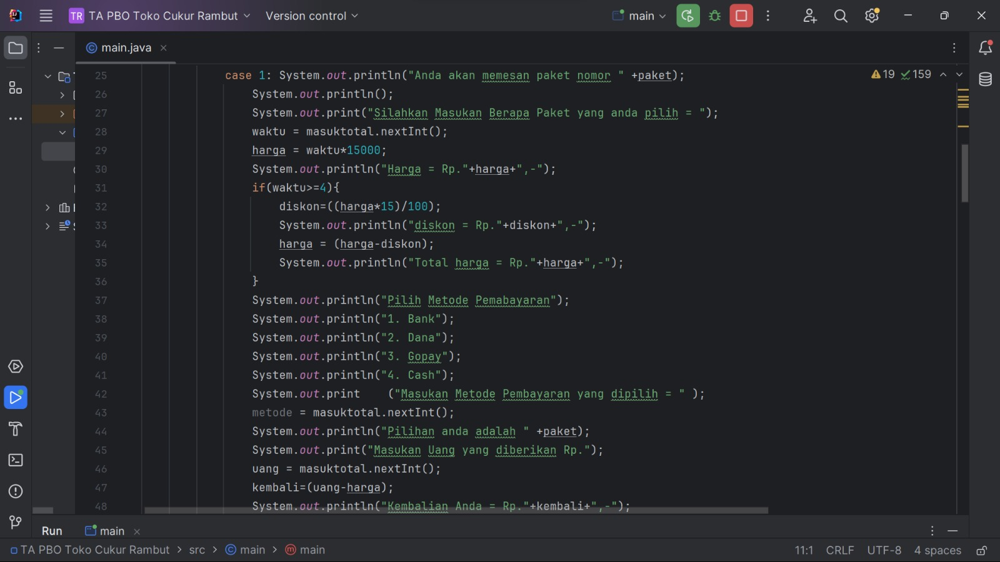 TR TA PBO Toko Cukur Rambut Version control main
main.java
19 159
25 case 1: System.out.println("Anda akan memesan paket nomor " +paket);
26 System.out.println();
27 System.out.print("Silahkan Masukan Berapa Paket yang anda pilih = ");
28 waktu = masuktotal.nextInt();
29 harga = waktu*15000;
30 System.out.println("Harga = Rp."+harga+",-");
31 if(waktu>=4){
32 diskon=((harga*15)/100);
33 System.out.println("diskon = Rp."+diskon+",-");
34 harga = (harga-diskon);
35 System.out.println("Total harga = Rp."+harga+",-");
36 }
37 System.out.println("Pilih Metode Pemabayaran");
38 System.out.println("1. Bank");
39 System.out.println("2. Dana");
40 System.out.println("3. Gopay");
41 System.out.println("4. Cash");
42 System.out.print    ("Masukan Metode Pembayaran yang dipilih = " );
43 metode = masuktotal.nextInt();
44 System.out.println("Pilihan anda adalah " +paket);
45 System.out.print("Masukan Uang yang diberikan Rp.");
46 uang = masuktotal.nextInt();
47 kembali=(uang-harga);
48 System.out.println("Kembalian Anda = Rp."+kembali+",-");
Run main
TA PBO Toko Cukur Rambut > src > main > main 11:1 CRLF UTF-8 4 spaces